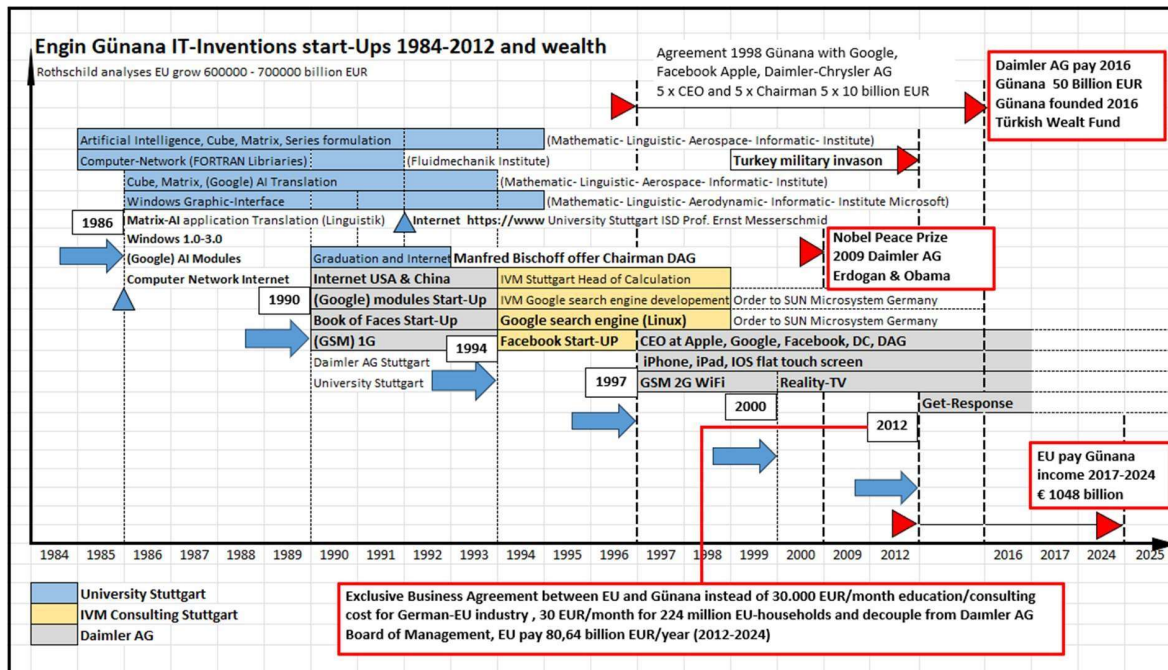 Engin Günana IT-Inventions start-Ups 1984-2012 and wealth
Rothschild analyses EU grow 600000 - 700000 billion EUR
Agreement 1998 Günana with Google,
Facebook Apple, Daimler-Chrysler AG
5 x CEO and 5 x Chairman 5 x 10 billion EUR
Daimler AG pay 2016
Günana 50 Billion EUR
Günana founded 2016
Türkish Wealt Fund
Artificial Intelligence, Cube, Matrix, Series formulation
(Mathematic- Linguistic- Aerospace- Informatic- Institute)
Computer-Network (FORTRAN Libriaries)
(Fluidmechanik Institute)
Turkey military invason
Cube, Matrix, (Google) AI Translation
(Mathematic- Linguistic- Aerospace- Informatic- Institute)
Windows Graphic-Interface
(Mathematic- Linguistic- Aerodynamic- Informatic- Institute Microsoft)
1986
Matrix-AI application Translation (Linguistik)
Internet https://www University Stuttgart ISD Prof. Ernst Messerschmid
Windows 1.0-3.0
(Google) AI Modules
Computer Network Internet
Nobel Peace Prize
2009 Daimler AG
Erdogan & Obama
Graduation and Internet
Manfred Bischoff offer Chairman DAG
1990
Internet USA & China
IVM Stuttgart Head of Calculation
(Google) modules Start-Up
IVM Google search engine developement
Order to SUN Microsystem Germany
Book of Faces Start-Up
Google search engine (Linux)
Order to SUN Microsystem Germany
(GSM) 1G
1994
Facebook Start-UP
CEO at Apple, Google, Facebook, DC, DAG
Daimler AG Stuttgart
iPhone, iPad, IOS flat touch screen
University Stuttgart
1997
GSM 2G WiFi
Reality-TV
2000
Get-Response
2012
EU pay Günana
income 2017-2024
€ 1048 billion
1984 1985 1986 1987 1988 1989 1990 1991 1992 1993 1994 1995 1996 1997 1998 1999 2000 2009 2012 2016 2017 2024 2025
University Stuttgart
IVM Consulting Stuttgart
Daimler AG
Exclusive Business Agreement between EU and Günana instead of 30.000 EUR/month education/consulting
cost for German-EU industry , 30 EUR/month for 224 million EU-households and decouple from Daimler AG
Board of Management, EU pay 80,64 billion EUR/year (2012-2024)